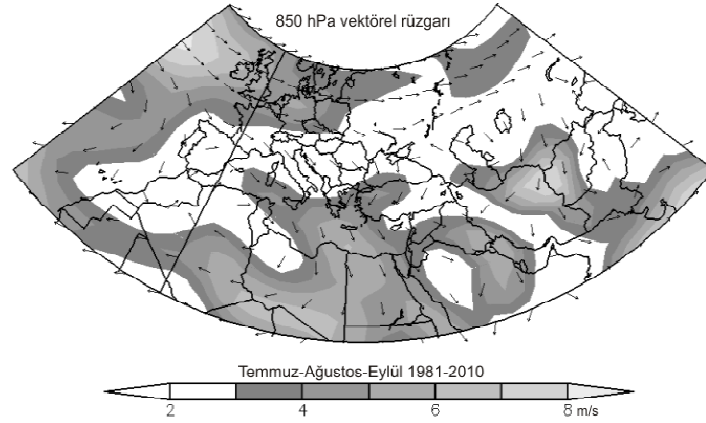 850 hPa vektörel rüzgarı
Temmuz-Ağustos-Eylül 1981-2010
2 4 6 8 m/s